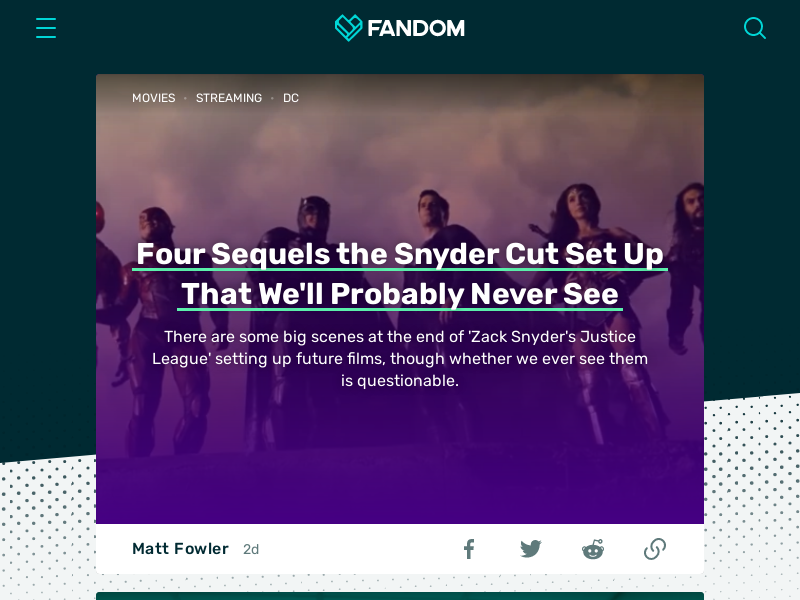 FANDOM
MOVIES • STREAMING • DC
Four Sequels the Snyder Cut Set Up
That We'll Probably Never See
There are some big scenes at the end of 'Zack Snyder's Justice
League' setting up future films, though whether we ever see them
is questionable.
Matt Fowler 2d